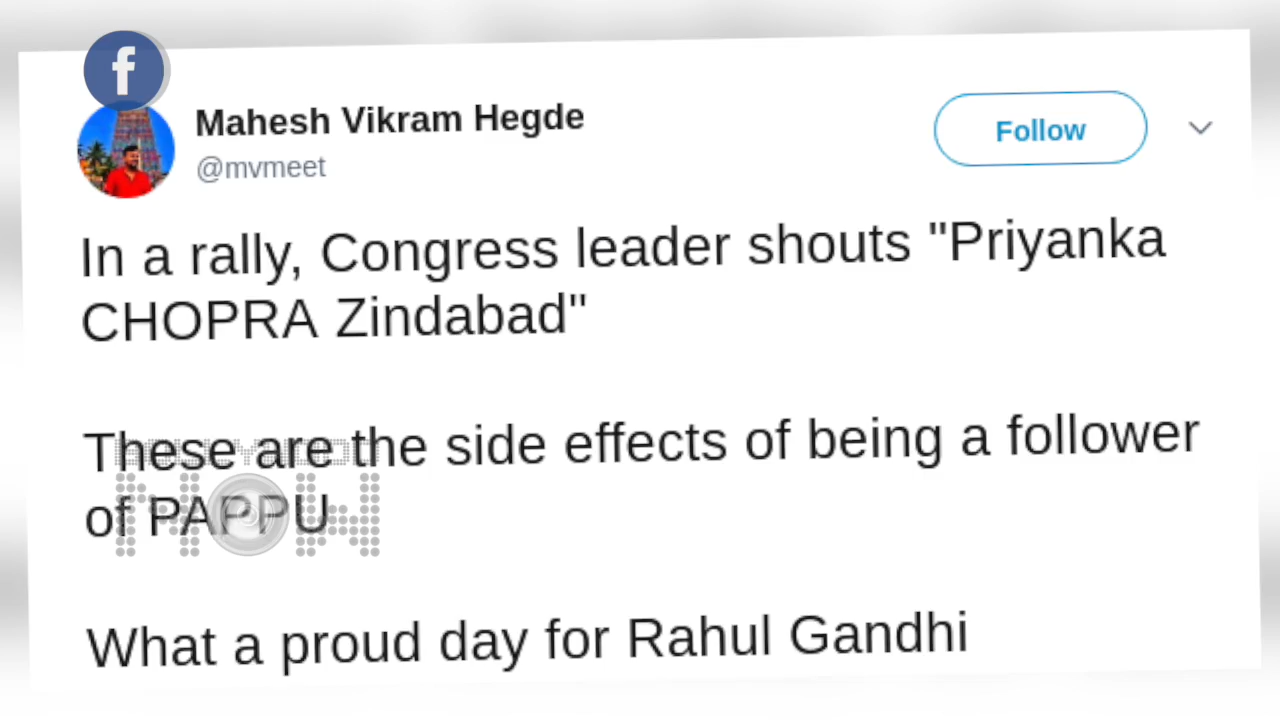 f
Mahesh Vikram Hegde
@mvmeet
Follow
In a rally, Congress leader shouts "Priyanka
CHOPRA Zindabad"
These are the side effects of being a follower
of PAPPU
NOW
What a proud day for Rahul Gandhi